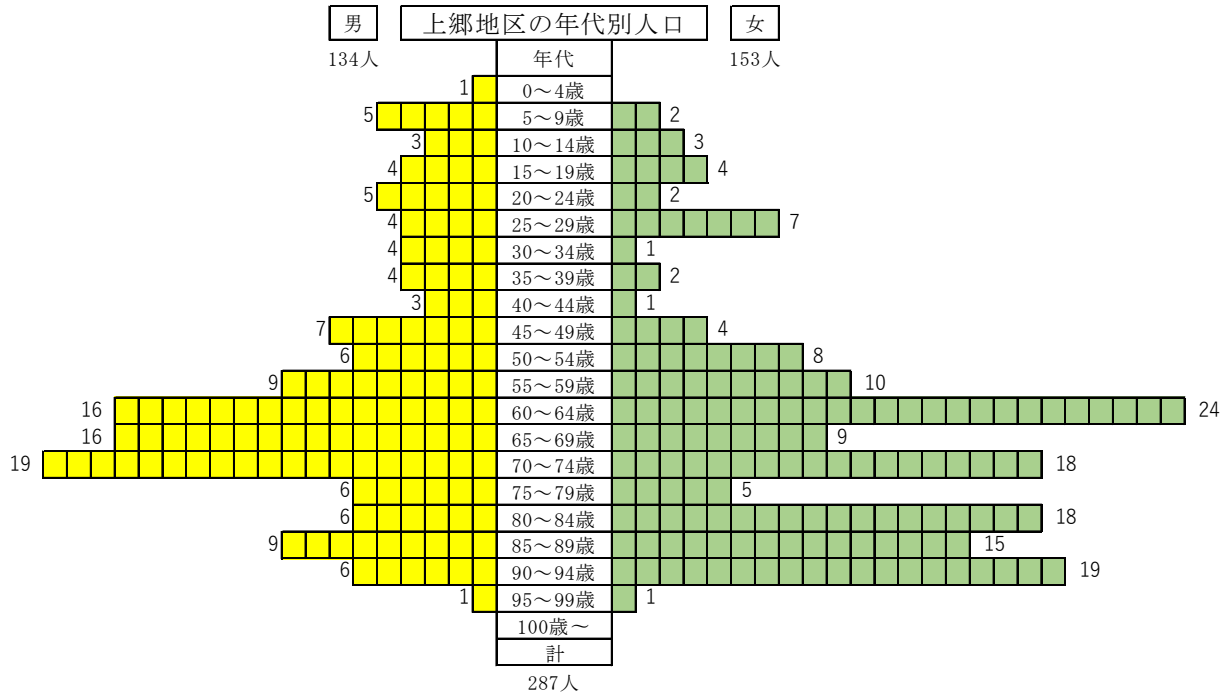 男 上郷地区の年代別人口 女
134人 年代 153人
1 0～4歳
5 5～9歳 2
3 10～14歳 3
4 15～19歳 4
5 20～24歳 2
4 25～29歳 7
4 30～34歳 1
4 35～39歳 2
3 40～44歳 1
7 45～49歳 4
6 50～54歳 8
9 55～59歳 10
16 60～64歳 24
16 65～69歳 9
19 70～74歳 18
6 75～79歳 5
6 80～84歳 18
9 85～89歳 15
6 90～94歳 19
1 95～99歳 1
100歳～
計
287人